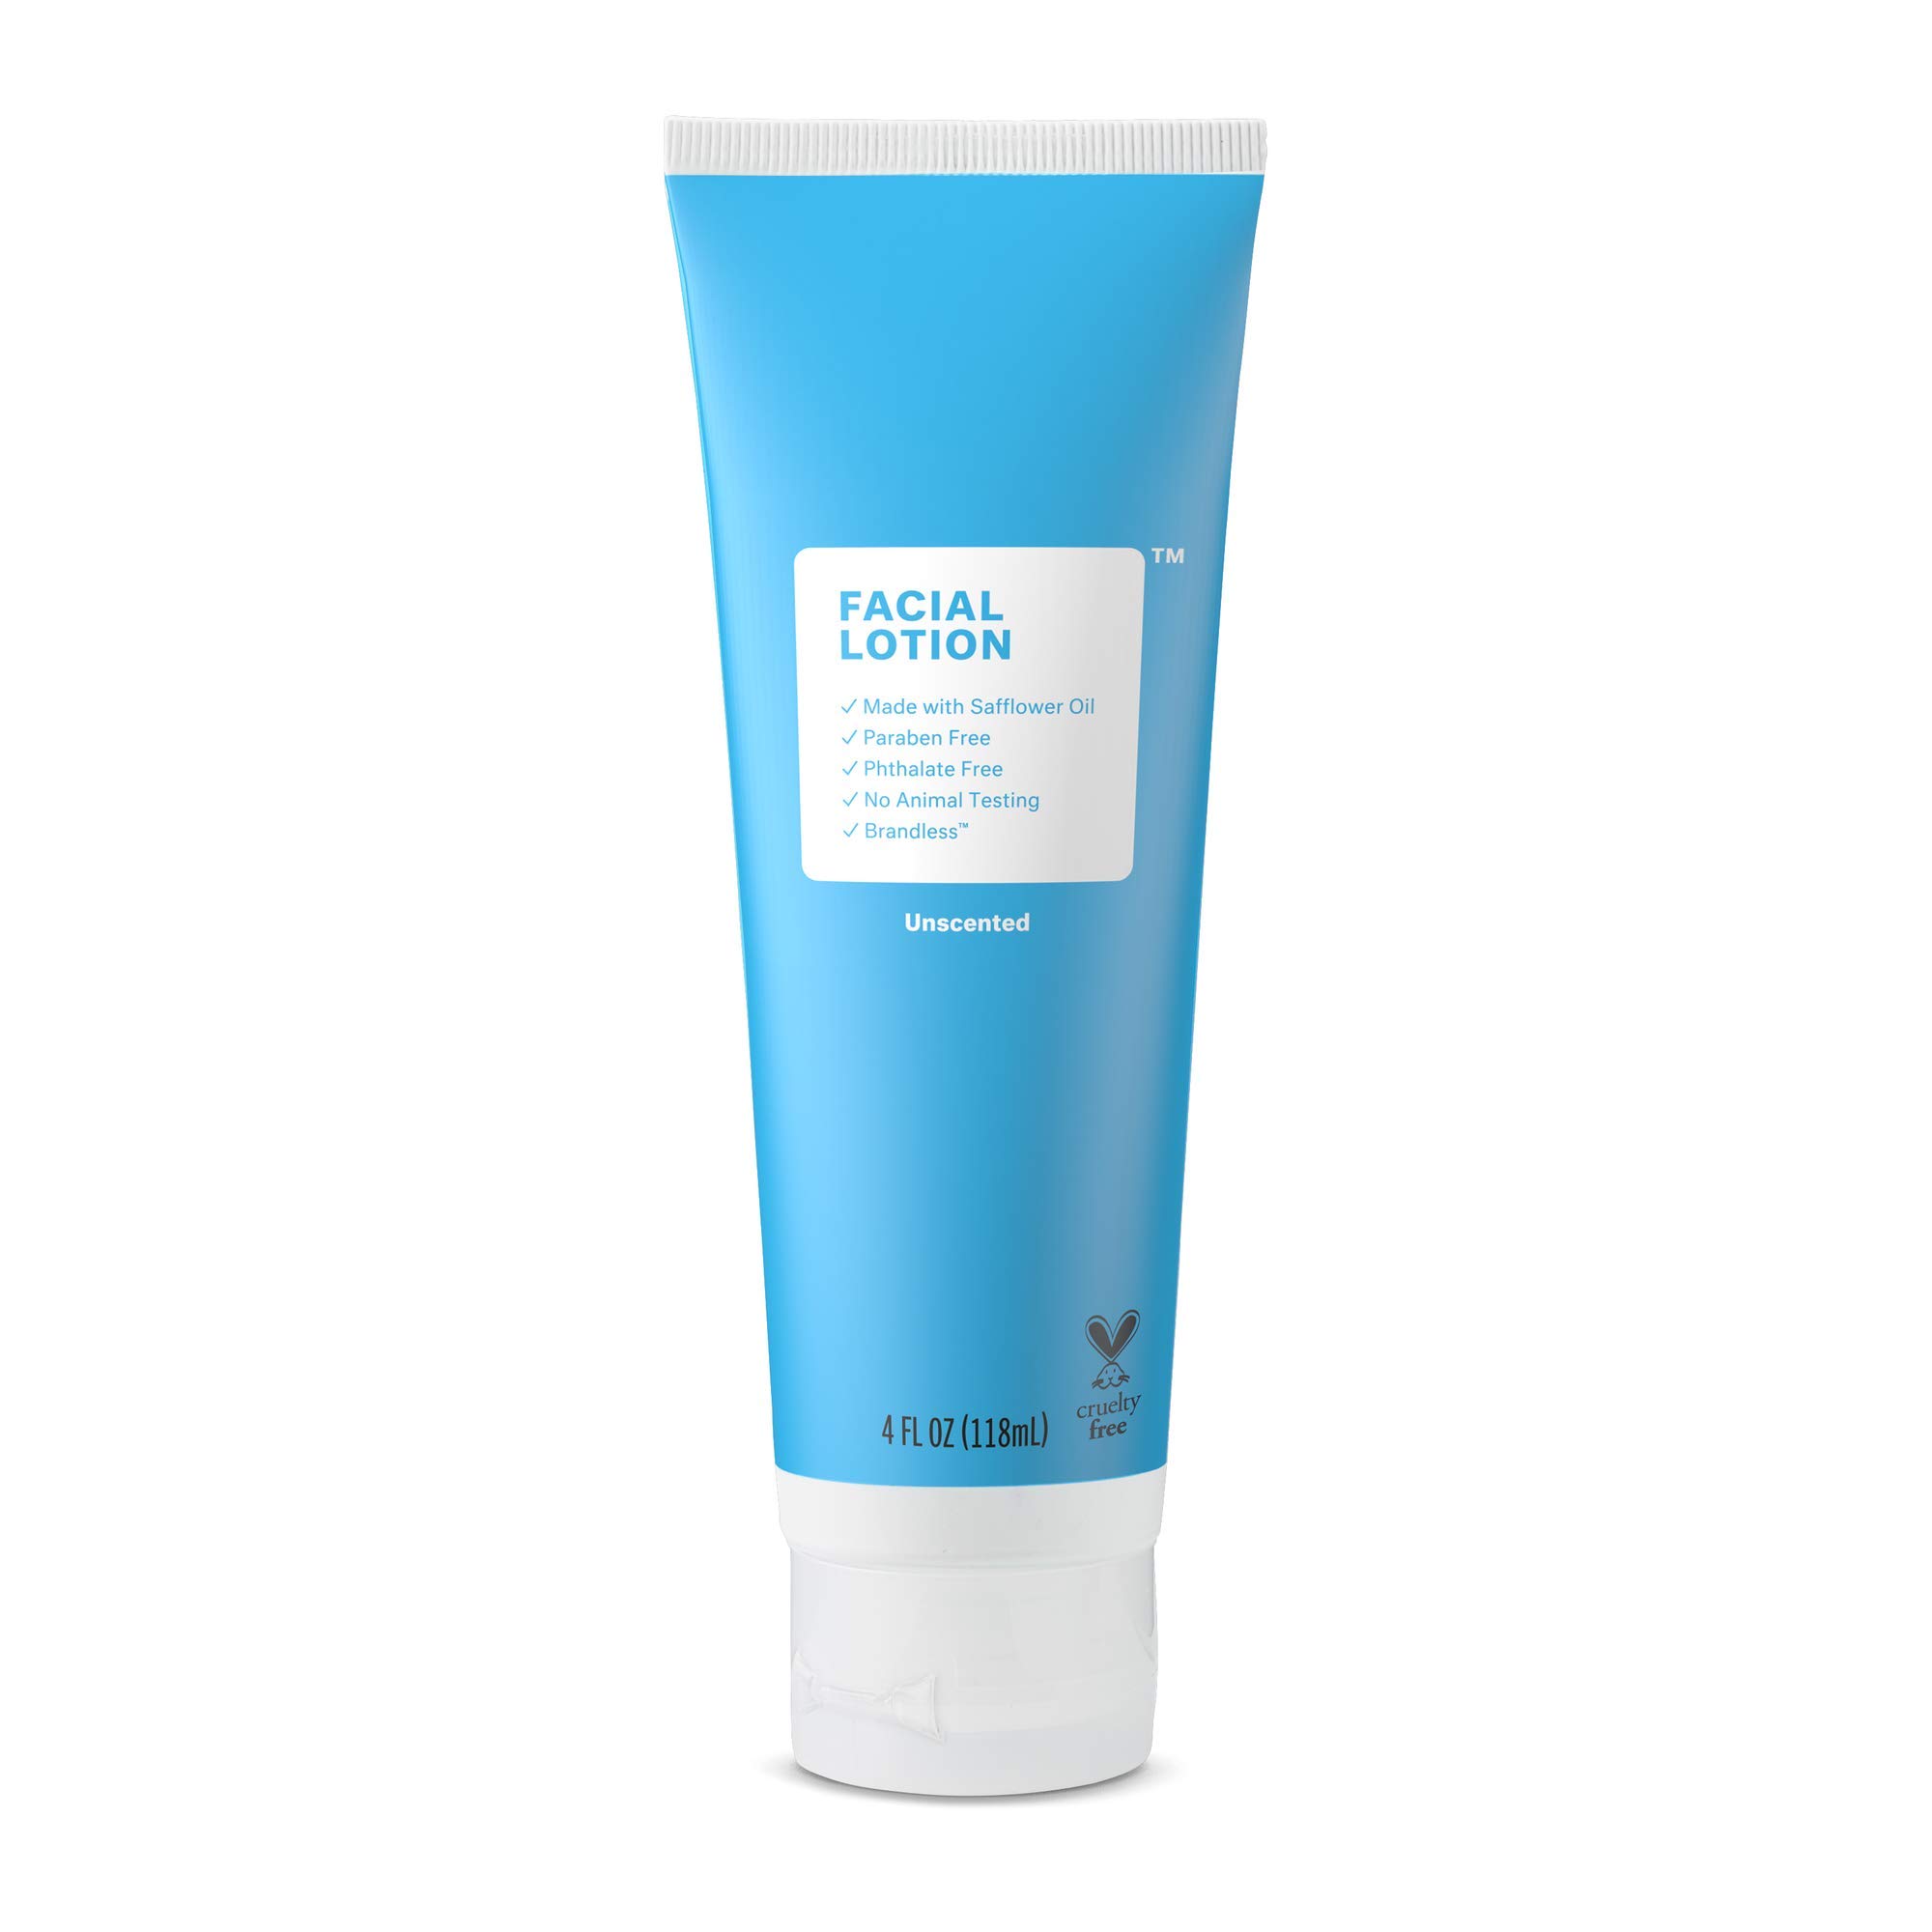 TM
FACIAL
LOTION
✓ Made with Safflower Oil
✓ Paraben Free
✓ Phthalate Free
✓ No Animal Testing
✓ Brandless™
Unscented
4 FL OZ (118mL)
cruelty
free